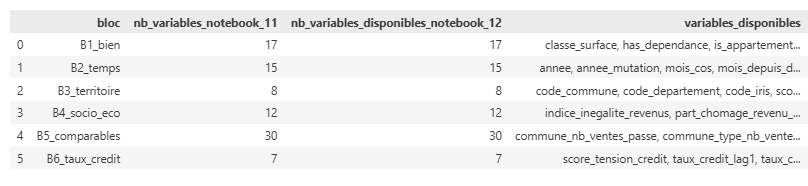 bloc nb_variables_notebook_11 nb_variables_disponibles_notebook_12 variables_disponibles
0 B1_bien 17 17 classe_surface, has_dependance, is_appartement...
1 B2_temps 15 15 annee, annee_mutation, mois_cos, mois_depuis_d...
2 B3_territoire 8 8 code_commune, code_departement, code_iris, sco...
3 B4_socio_eco 12 12 indice_inegalite_revenus, part_chomage_revenu_...
4 B5_comparables 30 30 commune_nb_ventes_passe, commune_type_nb_vente...
5 B6_taux_credit 7 7 score_tension_credit, taux_credit_lag1, taux_c...